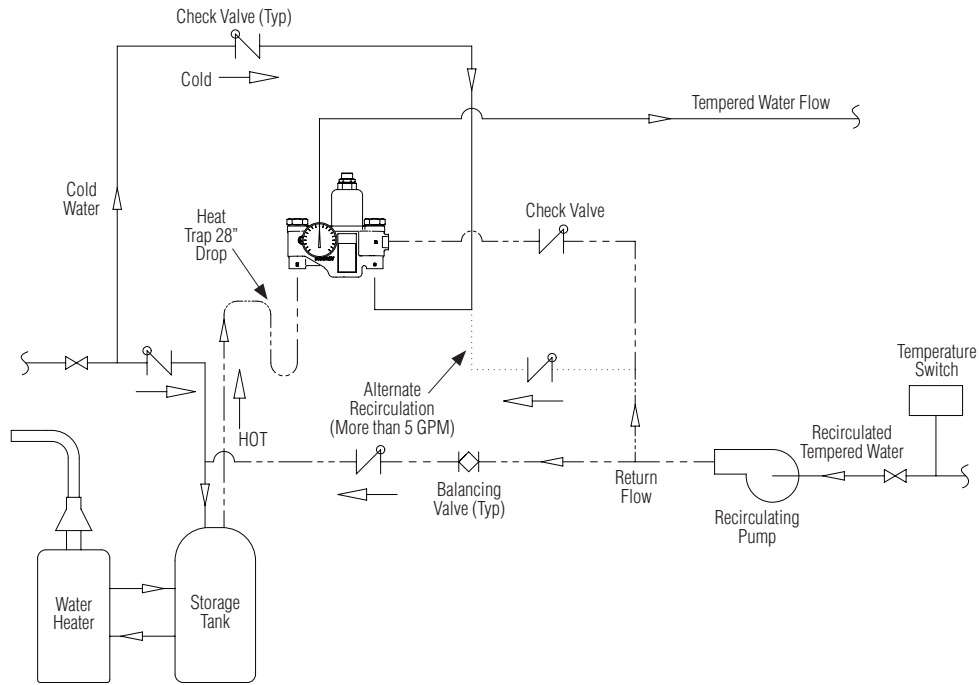 Check Valve (Typ)
Cold
Tempered Water Flow
Cold
Water
Heat
Trap 28”
Drop
Check Valve
Alternate
Recirculation
(More than 5 GPM)
Temperature
Switch
HOT
Recirculated
Tempered Water
Balancing
Valve (Typ)
Return
Flow
Recirculating
Pump
Water
Heater
Storage
Tank